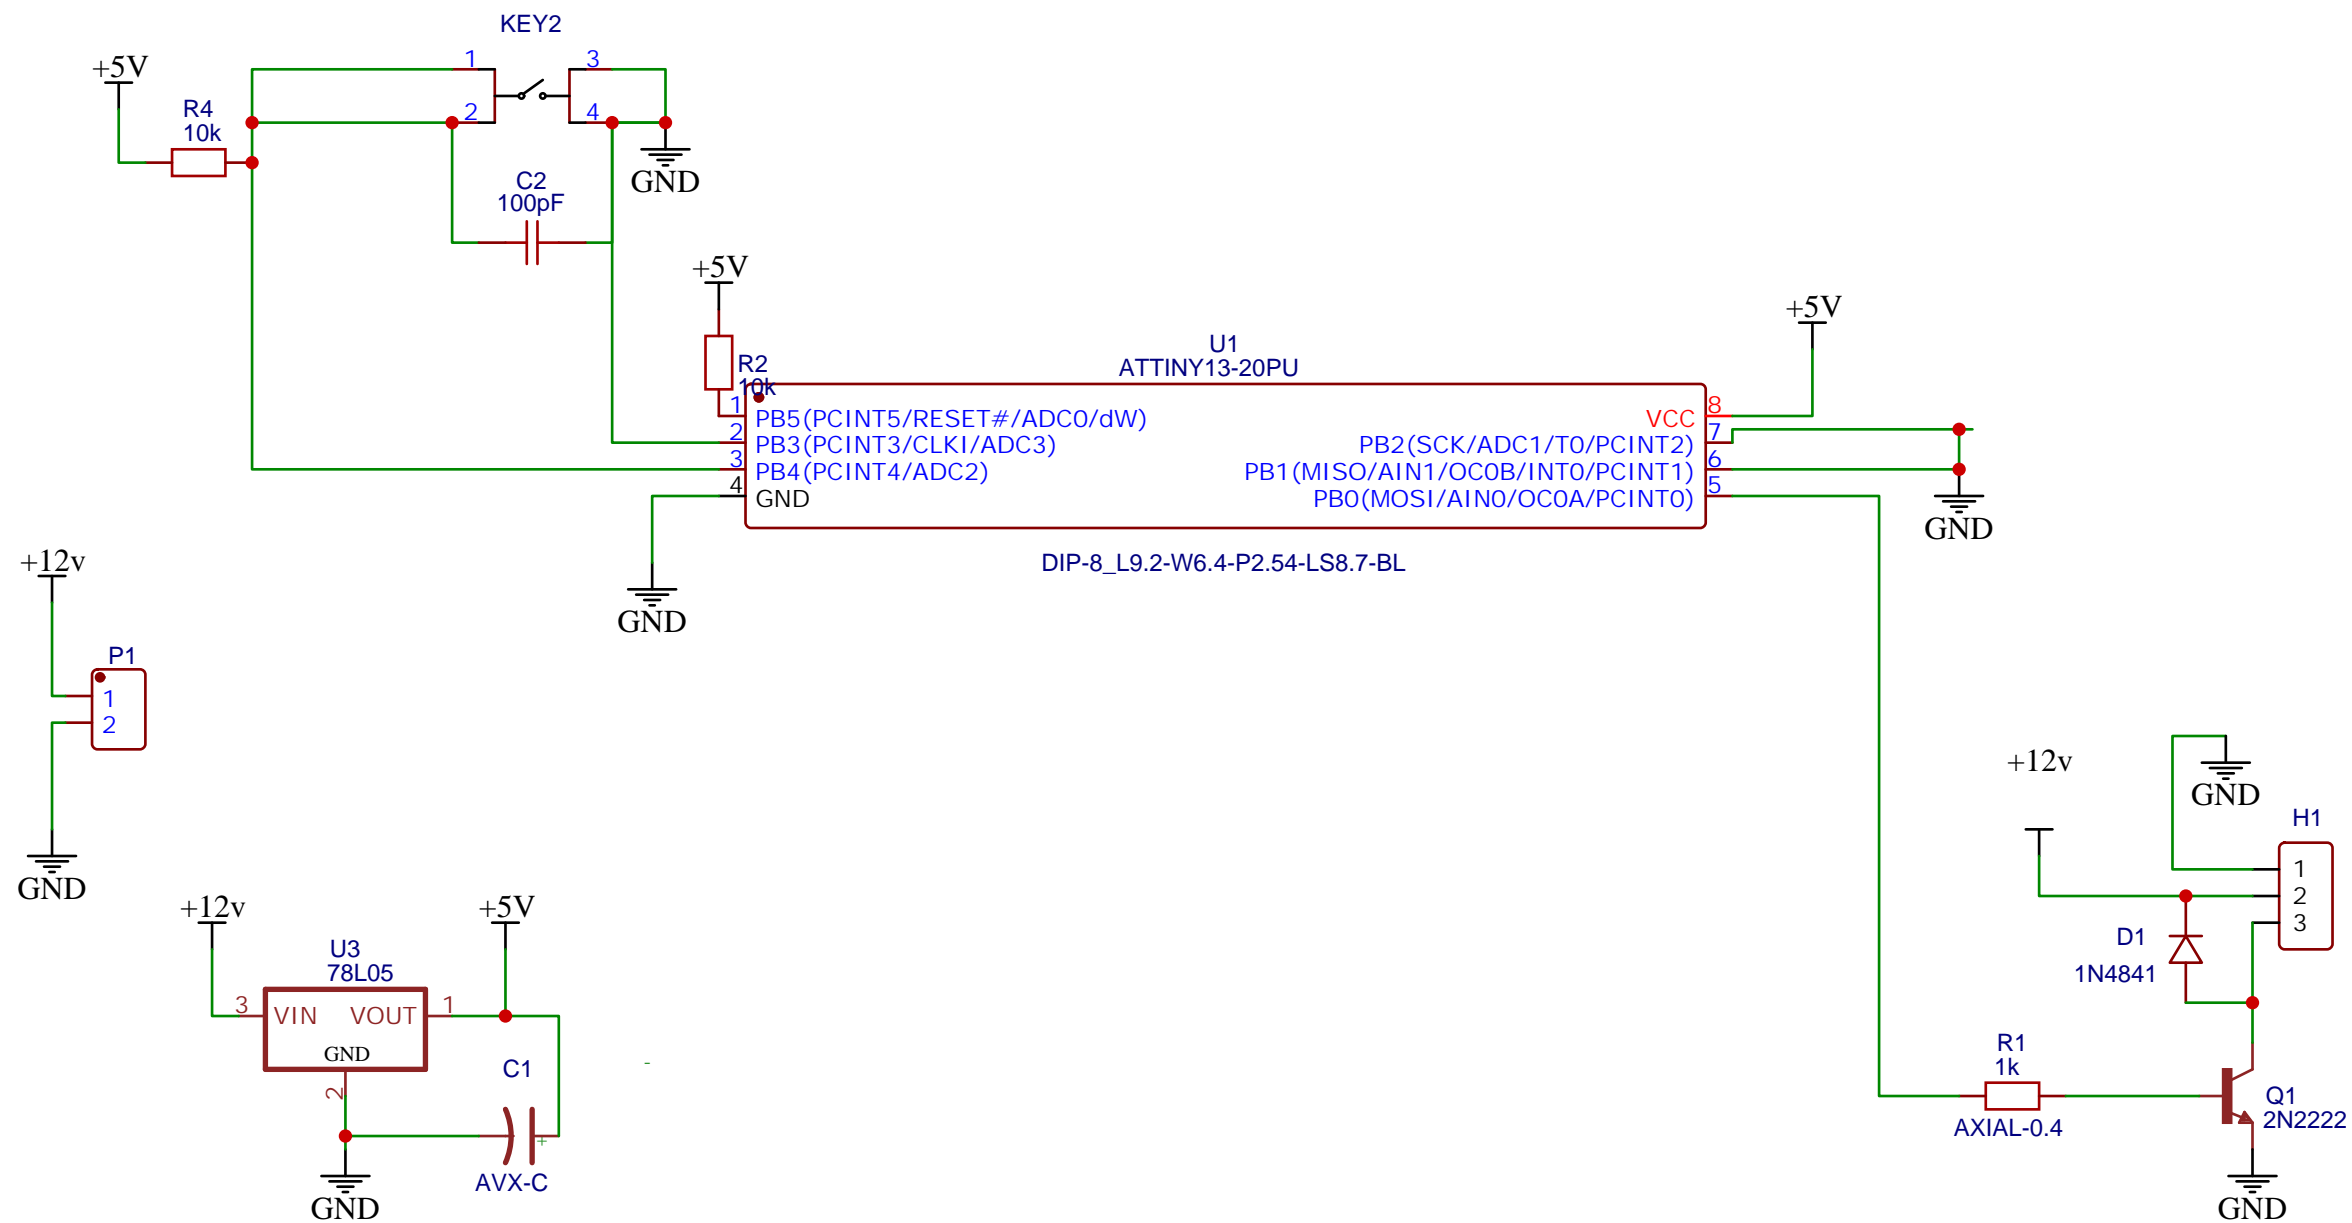 KEY2
1
3
2
4
+5V
R4
10k
GND
C2
100pF
+5V
R2
10k
U1
ATTINY13-20PU
+5V
1
PB5(PCINT5/RESET#/ADC0/dW)
2
PB3(PCINT3/CLKI/ADC3)
3
PB4(PCINT4/ADC2)
4
GND
VCC
8
PB2(SCK/ADC1/T0/PCINT2)
7
PB1(MISO/AIN1/OC0B/INT0/PCINT1)
6
PB0(MOSI/AIN0/OC0A/PCINT0)
5
GND
DIP-8_L9.2-W6.4-P2.54-LS8.7-BL
GND
+12v
P1
1
2
GND
+12v
+5V
U3
78L05
3
VIN VOUT
1
GND
2
C1
+
AVX-C
GND
-
+12v
GND
H1
1
2
3
D1
1N4841
R1
1k
AXIAL-0.4
Q1
2N2222
GND